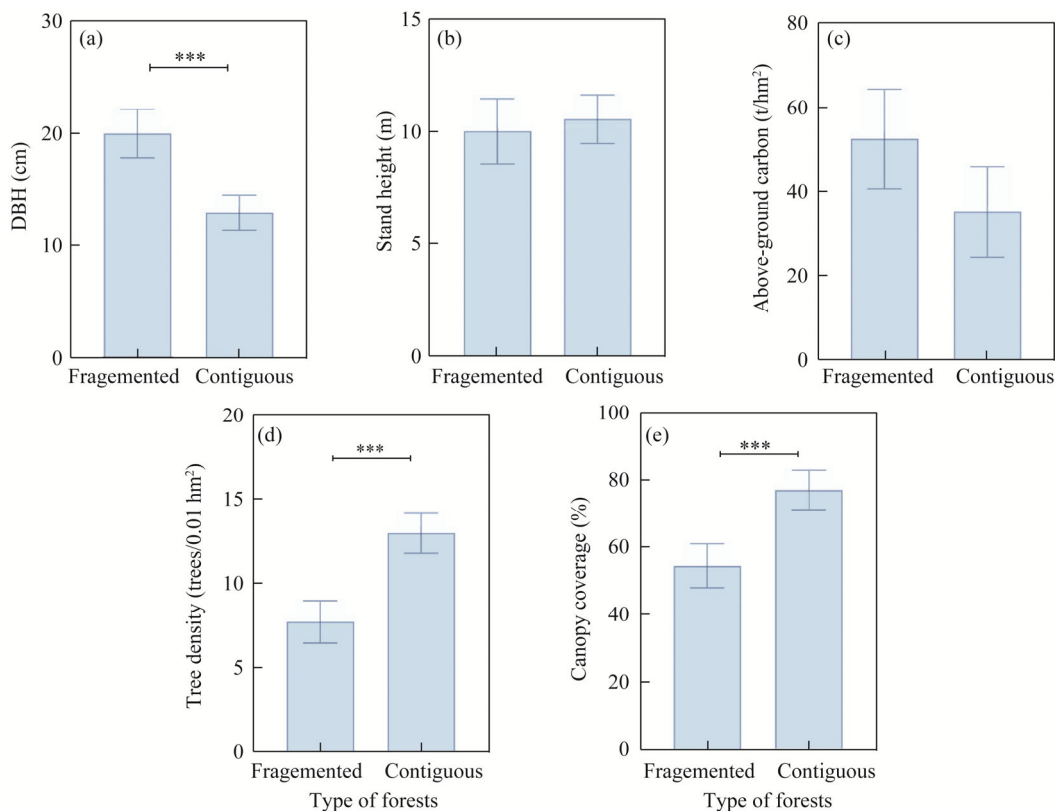 (a)
***
DBH (cm)
30
20
10
0
Fragemented Contiguous
(b)
Stand height (m)
15
10
5
0
Fragemented Contiguous
(c)
Above-ground carbon (t/hm²)
80
60
40
20
0
Fragemented Contiguous
(d)
***
Tree density (trees/0.01 hm²)
20
15
10
5
0
Fragemented Contiguous
Type of forests
(e)
***
Canopy coverage (%)
100
80
60
40
20
0
Fragemented Contiguous
Type of forests